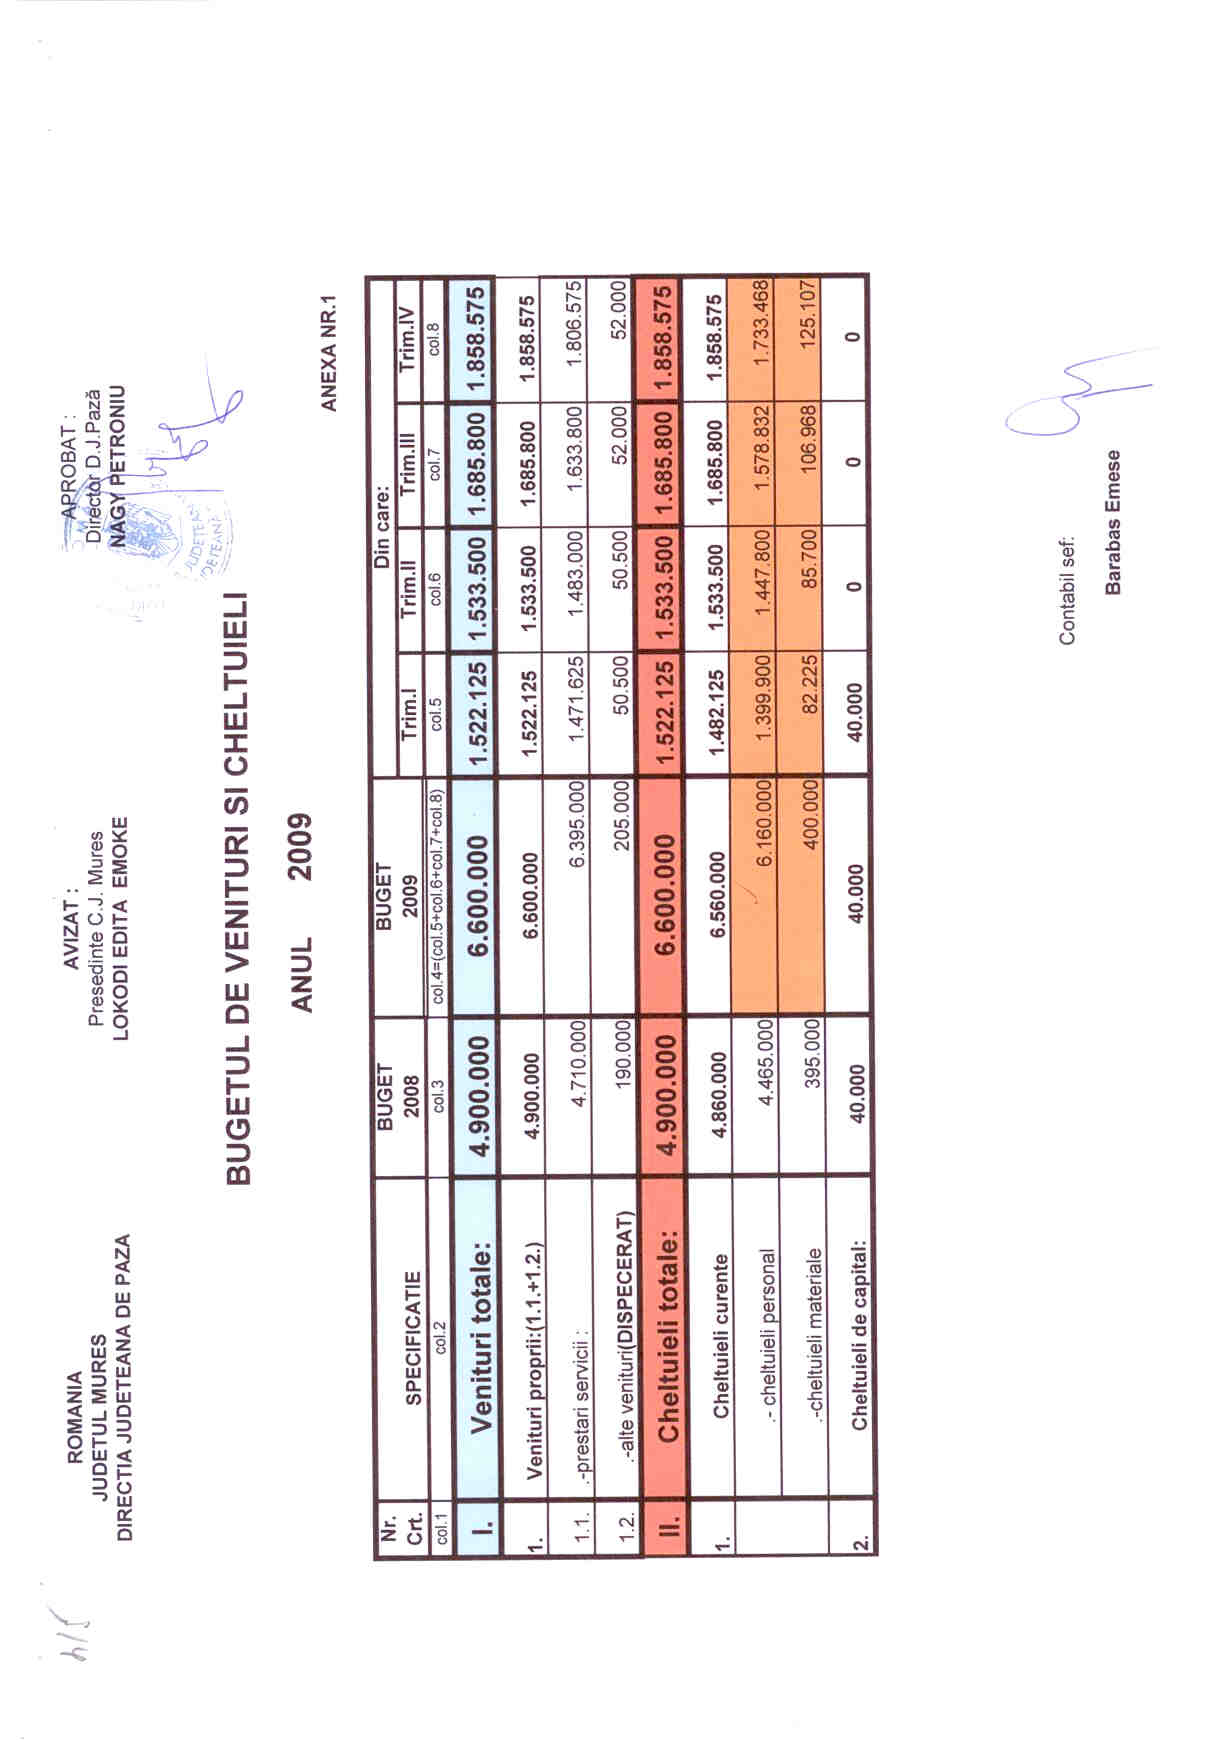 ROMANIA
JUDETUL MURES
DIRECTIA JUDETEANA DE PAZA
AVIZAT :
Presedinte C.J. Mures
LOKODI EDITA EMOKE
APROBAT :
Director D.J.Pază
NAGY PETRONIU
BUGETUL DE VENITURI SI CHELTUIELI
ANUL 2009
ANEXA NR.1
Nr. Crt. SPECIFICATIE BUGET 2008 BUGET 2009 Din care:
Trim.I Trim.II Trim.III Trim.IV
col.1 col.2 col.3 col.4=(col.5+col.6+col.7+col.8) col.5 col.6 col.7 col.8
I. Venituri totale: 4.900.000 6.600.000 1.522.125 1.533.500 1.685.800 1.858.575
1. Venituri proprii:(1.1.+1.2.) 4.900.000 6.600.000 1.522.125 1.533.500 1.685.800 1.858.575
1.1. .-prestari servicii : 4.710.000 6.395.000 1.471.625 1.483.000 1.633.800 1.806.575
1.2. .-alte venituri(DISPECERAT) 190.000 205.000 50.500 50.500 52.000 52.000
II. Cheltuieli totale: 4.900.000 6.600.000 1.522.125 1.533.500 1.685.800 1.858.575
1. Cheltuieli curente 4.860.000 6.560.000 1.482.125 1.533.500 1.685.800 1.858.575
.- cheltuieli personal 4.465.000 6.160.000 1.399.900 1.447.800 1.578.832 1.733.468
.-cheltuieli materiale 395.000 400.000 82.225 85.700 106.968 125.107
2. Cheltuieli de capital: 40.000 40.000 40.000 0 0 0
Contabil sef:
Barabas Emese